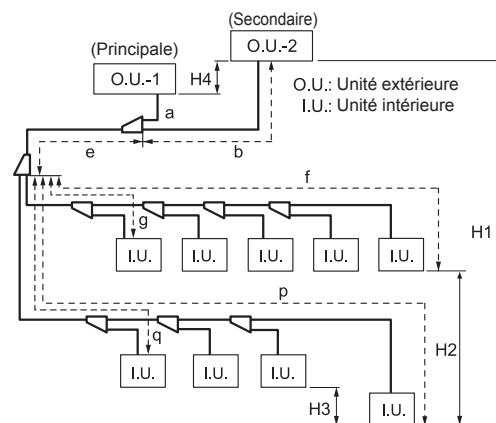 (Secondaire)
(Principale)
O.U.-2
O.U.-1
H4
O.U.: Unité extérieure
I.U.: Unité intérieure
a
e
b
f
g
H1
I.U. I.U. I.U. I.U. I.U.
p
H2
q
I.U. I.U. I.U.
H3
I.U.